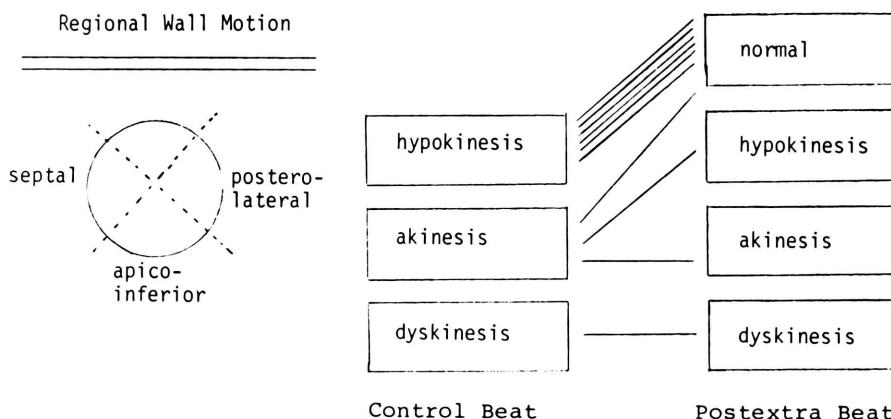 Regional Wall Motion
septal
postero-
lateral
apico-
inferior
hypokinesis
akinesis
dyskinesis
Control Beat
normal
hypokinesis
akinesis
dyskinesis
Postextra Beat